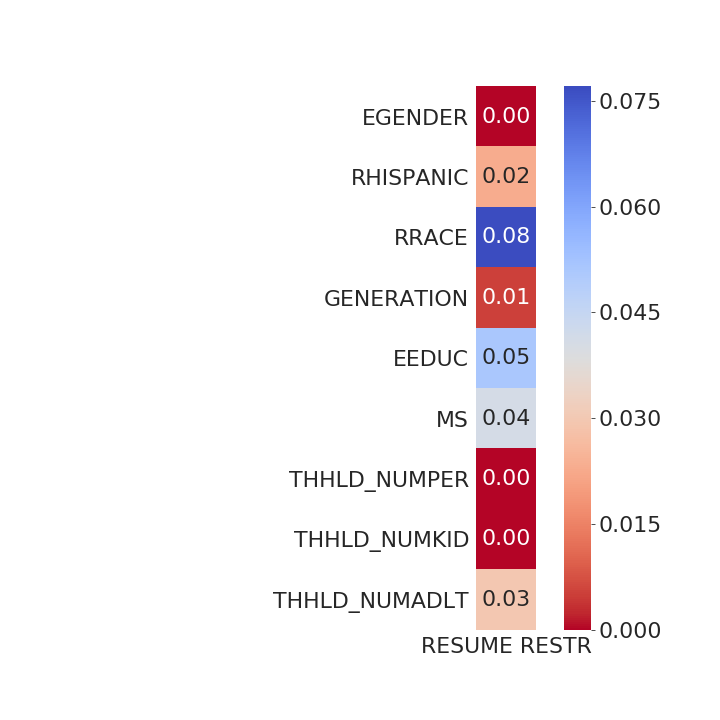 EGENDER 0.00
RHISPANIC 0.02
RRACE 0.08
GENERATION 0.01
EEDUC 0.05
MS 0.04
THHLD_NUMPER 0.00
THHLD_NUMKID 0.00
THHLD_NUMADLT 0.03
RESUME RESTR
0.075
0.060
0.045
0.030
0.015
0.000